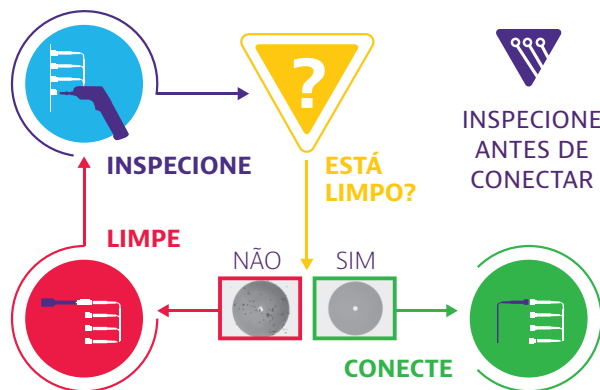 ?
INSPECIONE
ANTES DE
CONECTAR
INSPECIONE
ESTÁ
LIMPO?
LIMPE
NÃO
SIM
CONECTE